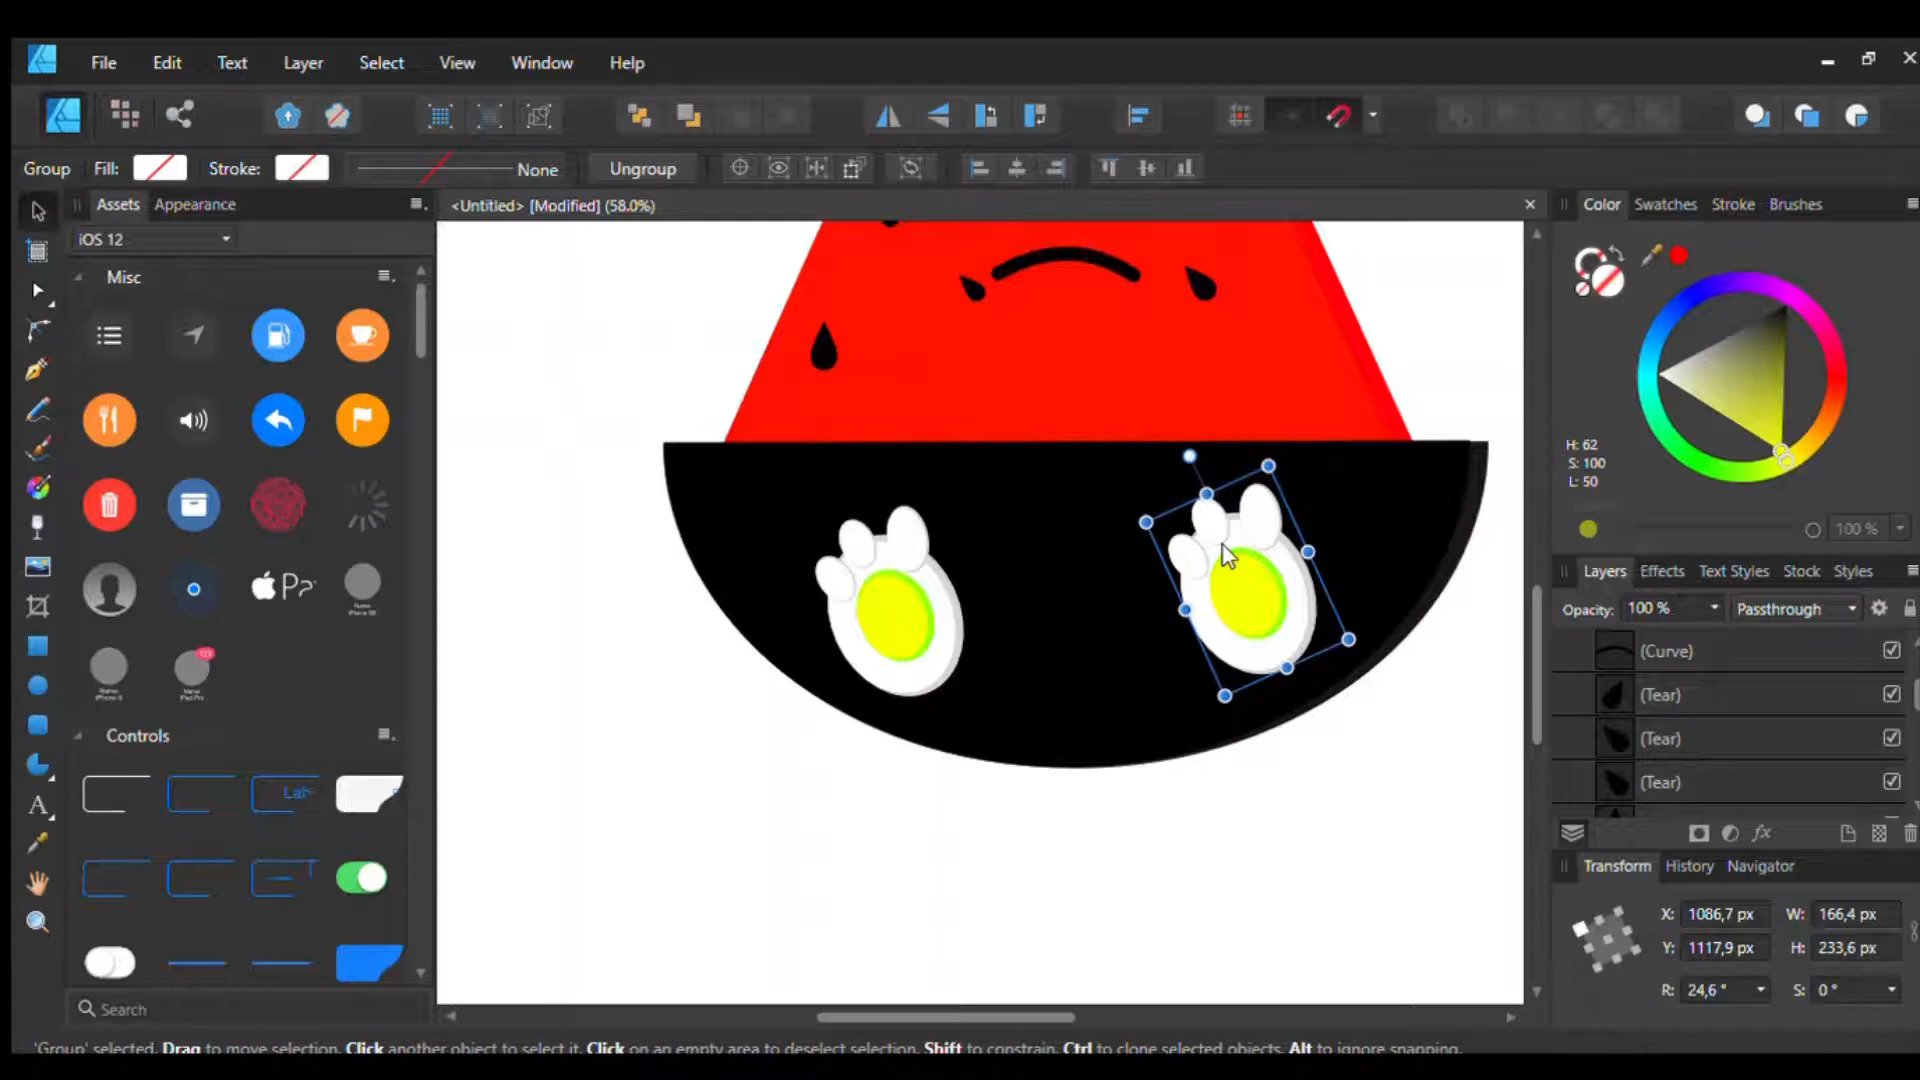 File Edit Text Layer Select View Window Help
Group Fill: Stroke: None Ungroup
Assets Appearance
<Untitled> [Modified] (58.0%)
Color Swatches Stroke Brushes
iOS 12
Misc
H: 62
S: 100
L: 50
100 %
Layers Effects Text Styles Stock Styles
Opacity: 100 % Passthrough
(Curve)
(Tear)
(Tear)
(Tear)
Controls
Transform History Navigator
X: 1086,7 px W: 166,4 px
Y: 1117,9 px H: 233,6 px
R: 24,6 ° S: 0 °
Search
'Group' selected. Drag to move selection. Click another object to select it. Click on an empty area to deselect selection. Shift to constrain. Ctrl to clone selected objects. Alt to ignore snapping.